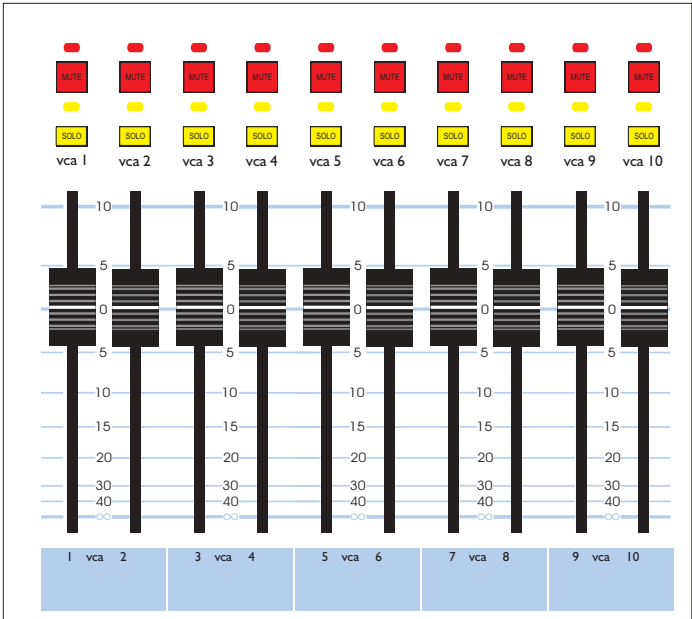 MUTE MUTE MUTE MUTE MUTE MUTE MUTE MUTE MUTE MUTE
SOLO SOLO SOLO SOLO SOLO SOLO SOLO SOLO SOLO SOLO
vca 1 vca 2 vca 3 vca 4 vca 5 vca 6 vca 7 vca 8 vca 9 vca 10
10 10 10 10 10
5 5 5 5 5
0 0 0 0 0
5 5 5 5 5
10 10 10 10 10
15 15 15 15 15
20 20 20 20 20
30 30 30 30 30
40 40 40 40 40
∞ ∞ ∞ ∞ ∞
1 vca 2 3 vca 4 5 vca 6 7 vca 8 9 vca 10